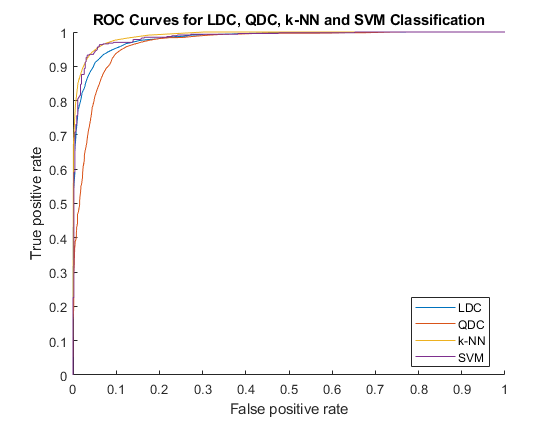 ROC Curves for LDC, QDC, k-NN and SVM Classification
True positive rate
1
0.9
0.8
0.7
0.6
0.5
0.4
0.3
0.2
0.1
0
0 0.1 0.2 0.3 0.4 0.5 0.6 0.7 0.8 0.9 1
False positive rate
LDC
QDC
k-NN
SVM